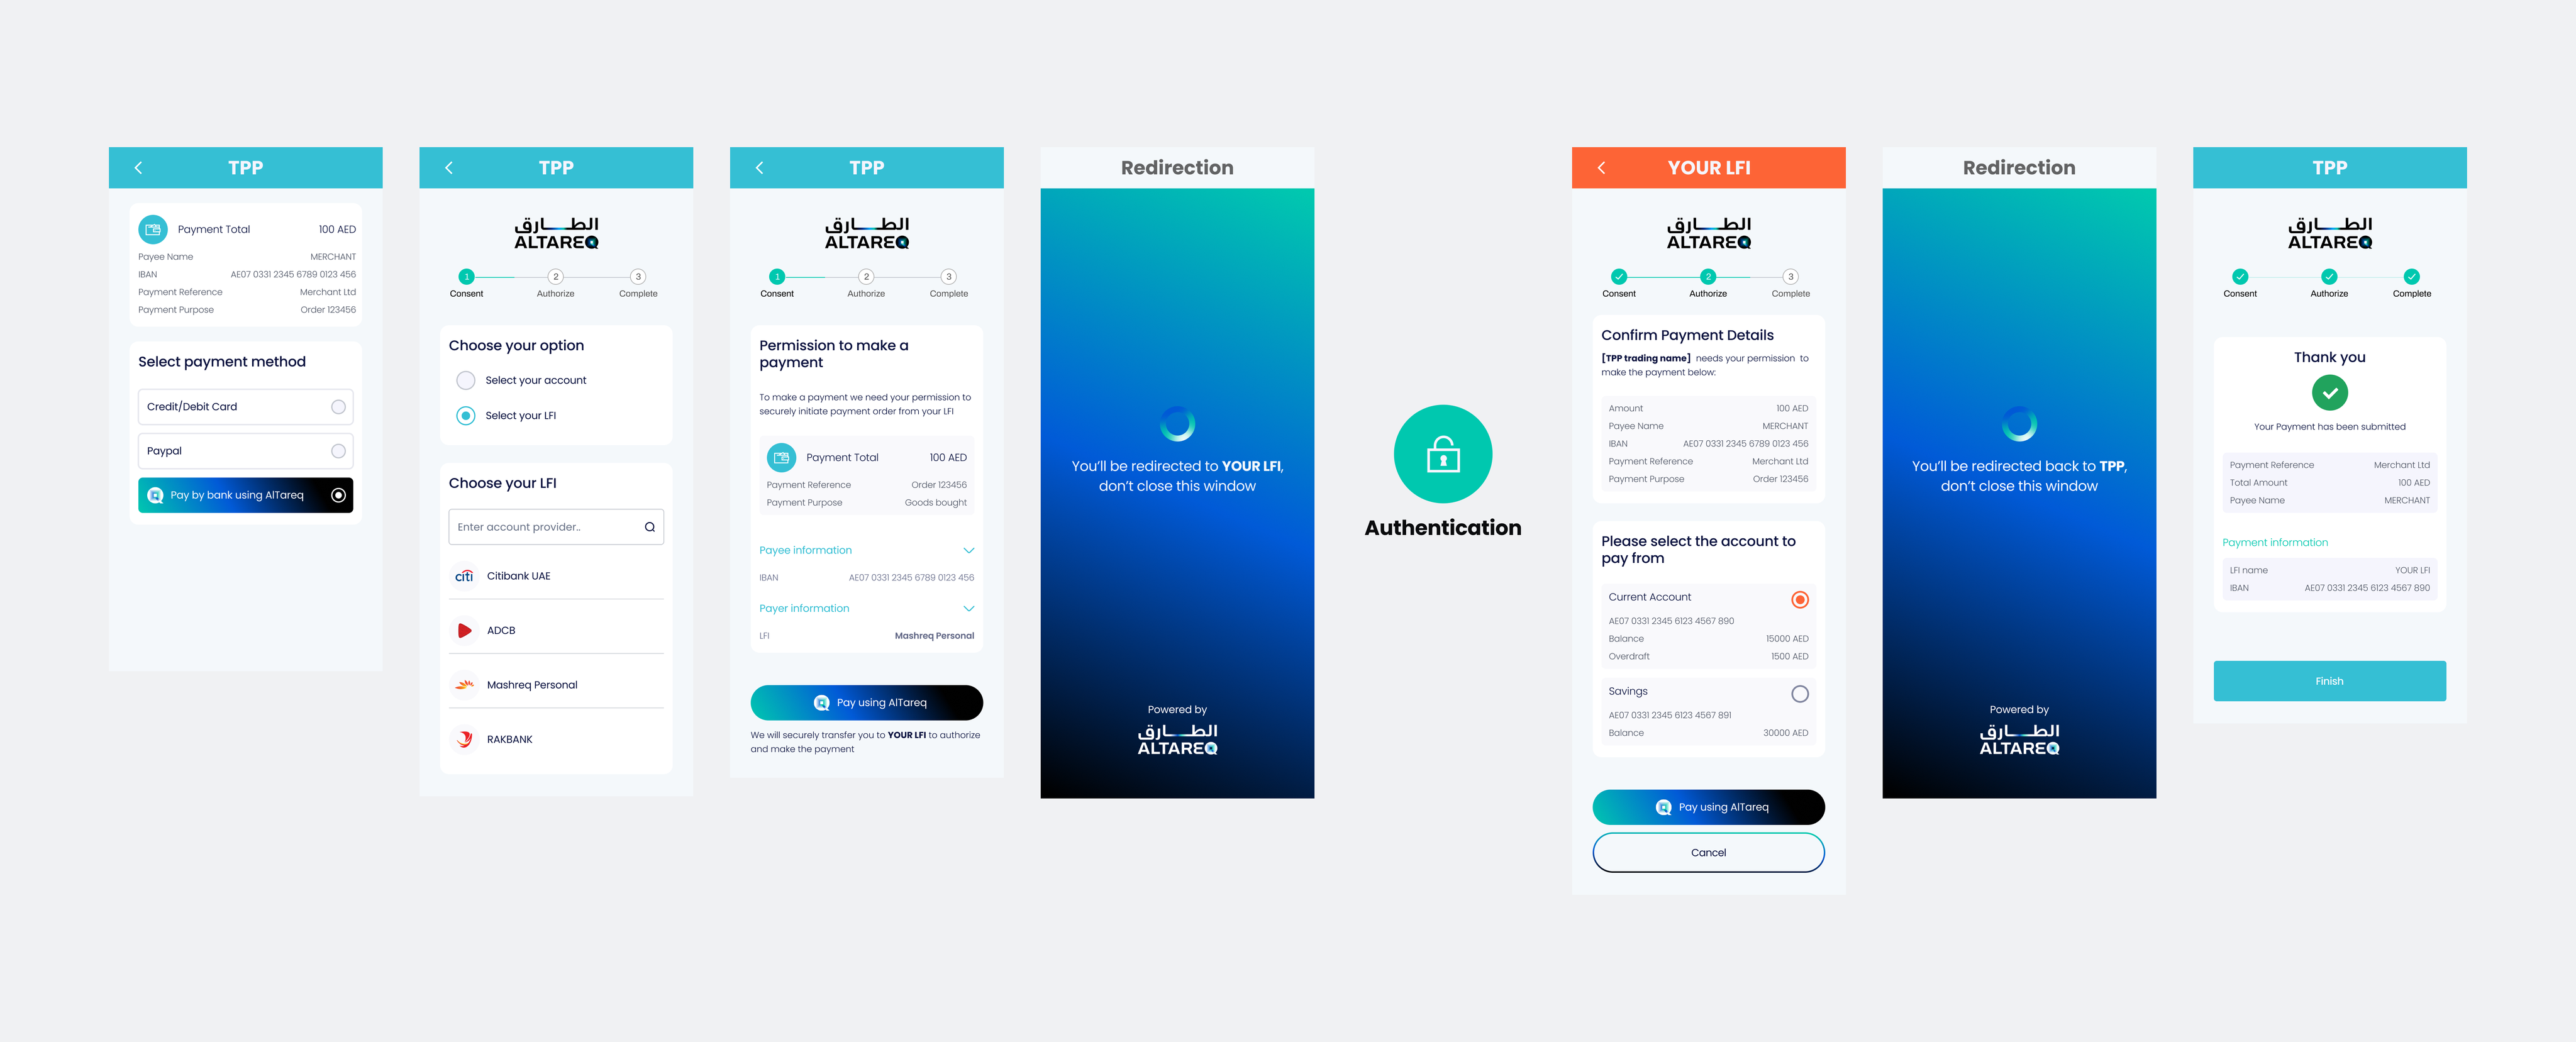 TPP
Payment Total 100 AED
Payee Name MERCHANT
IBAN AE07 0331 2345 6789 0123 456
Payment Reference Merchant Ltd
Payment Purpose Order 123456
Select payment method
Credit/Debit Card
Paypal
Pay by bank using AlTareq
TPP
الطارق
ALTAREQ
1 2 3
Consent Authorize Complete
Choose your option
Select your account
Select your LFI
Choose your LFI
Enter account provider..
citi Citibank UAE
ADCB
Mashreq Personal
RAKBANK
TPP
الطارق
ALTAREQ
1 2 3
Consent Authorize Complete
Permission to make a
payment
To make a payment we need your permission to
securely initiate payment order from your LFI
Payment Total 100 AED
Payment Reference Order 123456
Payment Purpose Goods bought
Payee information
IBAN AE07 0331 2345 6789 0123 456
Payer information
LFI Mashreq Personal
Pay using AlTareq
We will securely transfer you to YOUR LFI to authorize
and make the payment
Redirection
You’ll be redirected to YOUR LFI,
don’t close this window
Powered by
الطارق
ALTAREQ
Authentication
YOUR LFI
الطارق
ALTAREQ
2 3
Consent Authorize Complete
Confirm Payment Details
[TPP trading name] needs your permission to
make the payment below:
Amount 100 AED
Payee Name MERCHANT
IBAN AE07 0331 2345 6789 0123 456
Payment Reference Merchant Ltd
Payment Purpose Order 123456
Please select the account to
pay from
Current Account
AE07 0331 2345 6123 4567 890
Balance 15000 AED
Overdraft 1500 AED
Savings
AE07 0331 2345 6123 4567 891
Balance 30000 AED
Pay using AlTareq
Cancel
Redirection
You’ll be redirected back to TPP,
don’t close this window
Powered by
الطارق
ALTAREQ
TPP
الطارق
ALTAREQ
Consent Authorize Complete
Thank you
Your Payment has been submitted
Payment Reference Merchant Ltd
Total Amount 100 AED
Payee Name MERCHANT
Payment information
LFI name YOUR LFI
IBAN AE07 0331 2345 6123 4567 890
Finish